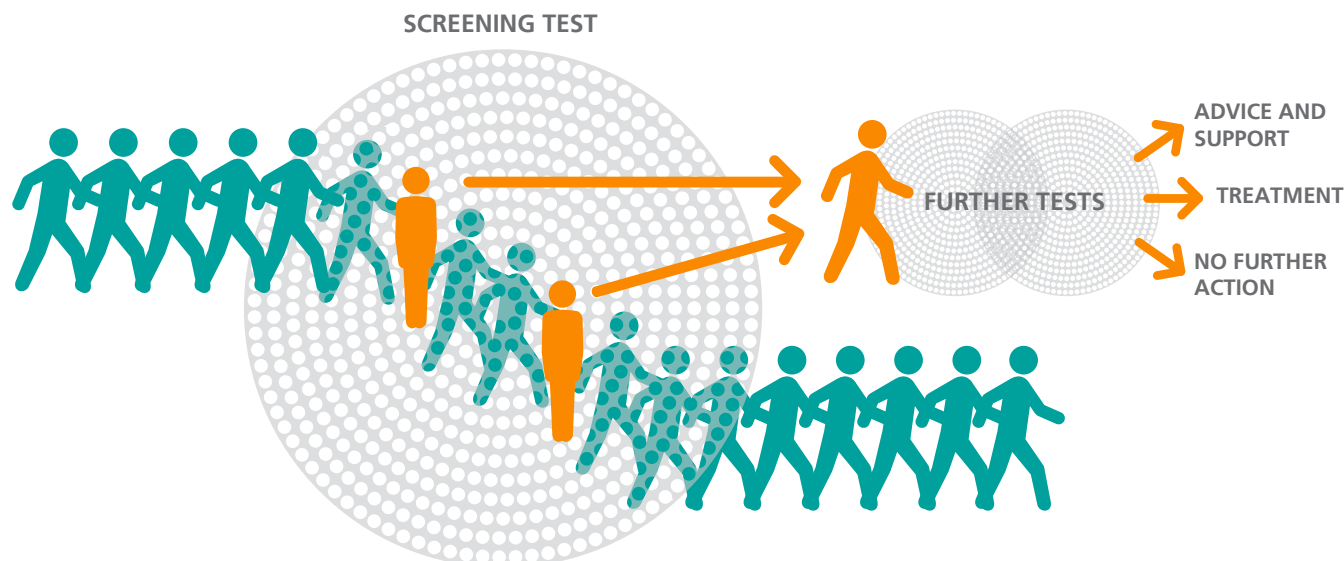 SCREENING TEST
FURTHER TESTS
ADVICE AND
SUPPORT
TREATMENT
NO FURTHER
ACTION